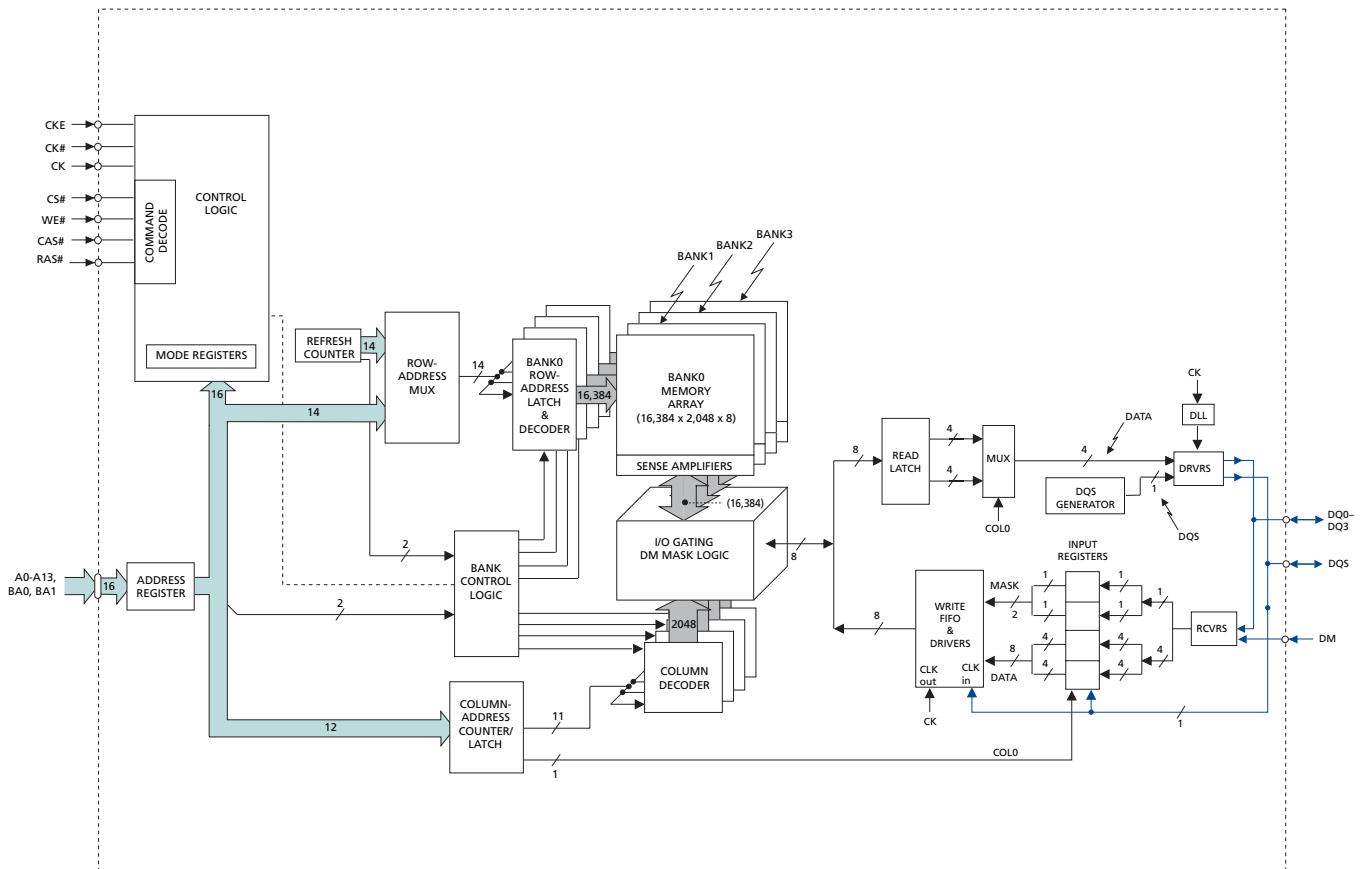 CKE
CK#
CK
CS#
WE#
CAS#
RAS#
COMMAND
DECODE
CONTROL
LOGIC
MODE REGISTERS
BANK3
BANK2
BANK1
REFRESH
COUNTER
14
ROW-
ADDRESS
MUX
14
BANK0
ROW-
ADDRESS
LATCH
&
DECODER
16,384
BANK0
MEMORY
ARRAY
(16,384 x 2,048 x 8)
SENSE AMPLIFIERS
16
14
(16,384)
I/O GATING
DM MASK LOGIC
8
8
READ
LATCH
4
4
MUX
COL0
DATA
4
CK
DLL
DRVRS
DQS
GENERATOR
1
DQS
DQ0–
DQ3
DQS
DM
2
BANK
CONTROL
LOGIC
2
A0-A13,
BA0, BA1
16
ADDRESS
REGISTER
2048
COLUMN
DECODER
8
WRITE
FIFO
&
DRIVERS
CLK
out
CLK
in
CK
MASK
2
8
DATA
INPUT
REGISTERS
1
1
4
4
1
1
4
4
1
4
RCVRS
1
12
COLUMN-
ADDRESS
COUNTER/
LATCH
11
1
COL0